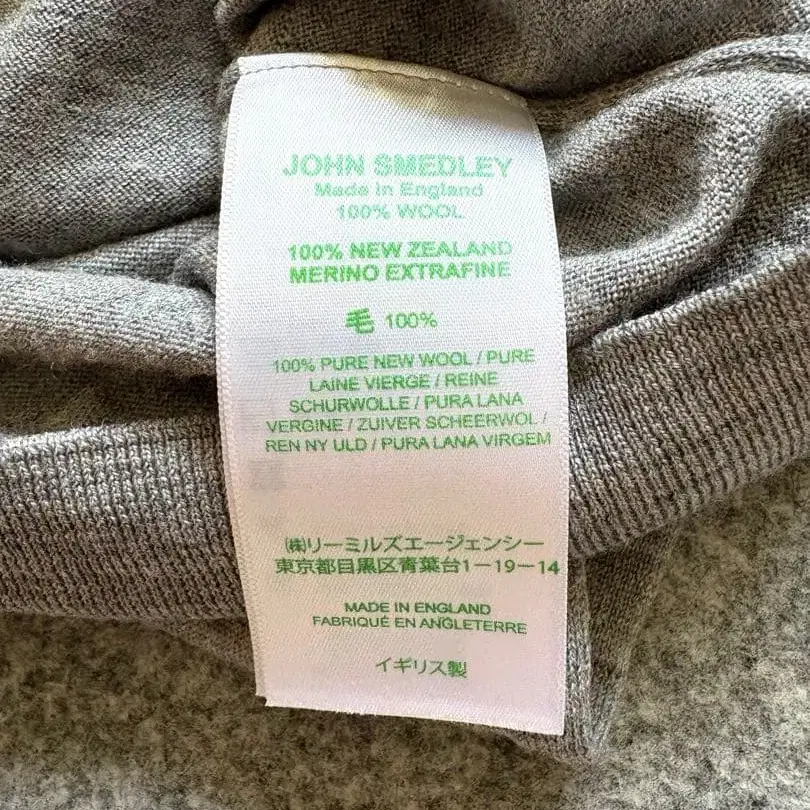 JOHN SMEDLEY
Made in England
100% WOOL
100% NEW ZEALAND
MERINO EXTRAFINE
毛 100%
100% PURE NEW WOOL / PURE
LAINE VIERGE / REINE
SCHURWOLLE / PURA LANA
VERGINE / ZUIVER SCHEERWOL /
REN NY ULD / PURA LANA VIRGEM
㈱リーミルズエージェンシー
東京都目黒区青葉台1－19－14
MADE IN ENGLAND
FABRIQUÉ EN ANGLETERRE
イギリス製